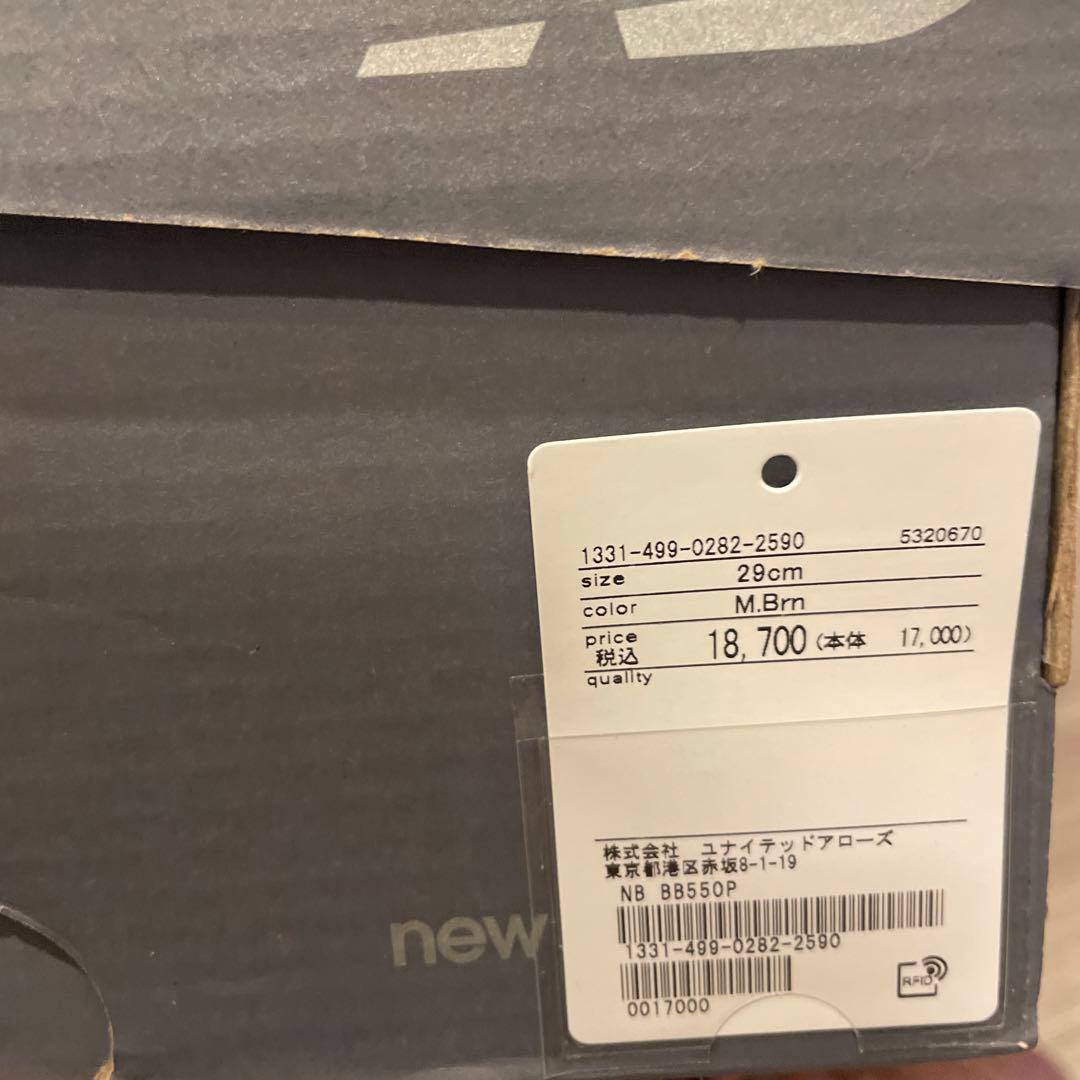 1331-499-0282-2590 5320670
size 29cm
color M.Brn
price 税込 18,700 (本体 17,000)
quality
株式会社 ユナイテッドアローズ
東京都港区赤坂8-1-19
NB BB550P
1331-499-0282-2590
0017000
RFID
new